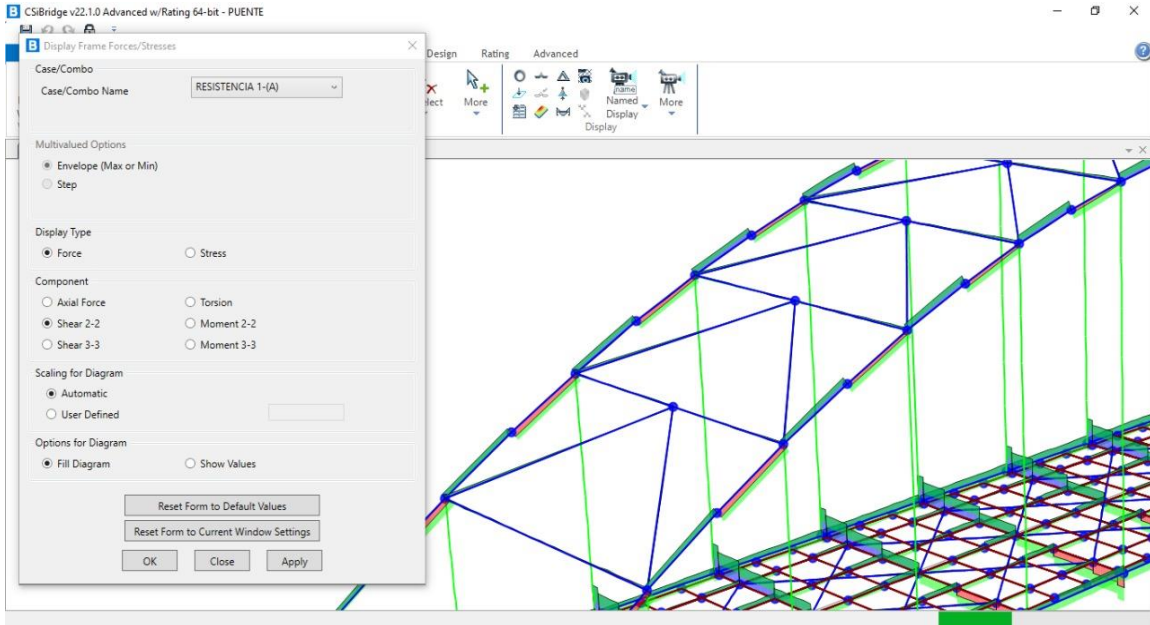 CSiBridge v22.1.0 Advanced w/Rating 64-bit - PUENTE
Display Frame Forces/Stresses
Design Rating Advanced
Case/Combo
Case/Combo Name RESISTENCIA 1-(A)
More
name
Named
Display
More
Display
Multivalued Options
Envelope (Max or Min)
Step
Display Type
Force Stress
Component
Axial Force Torsion
Shear 2-2 Moment 2-2
Shear 3-3 Moment 3-3
Scaling for Diagram
Automatic
User Defined
Options for Diagram
Fill Diagram Show Values
Reset Form to Default Values
Reset Form to Current Window Settings
OK Close Apply